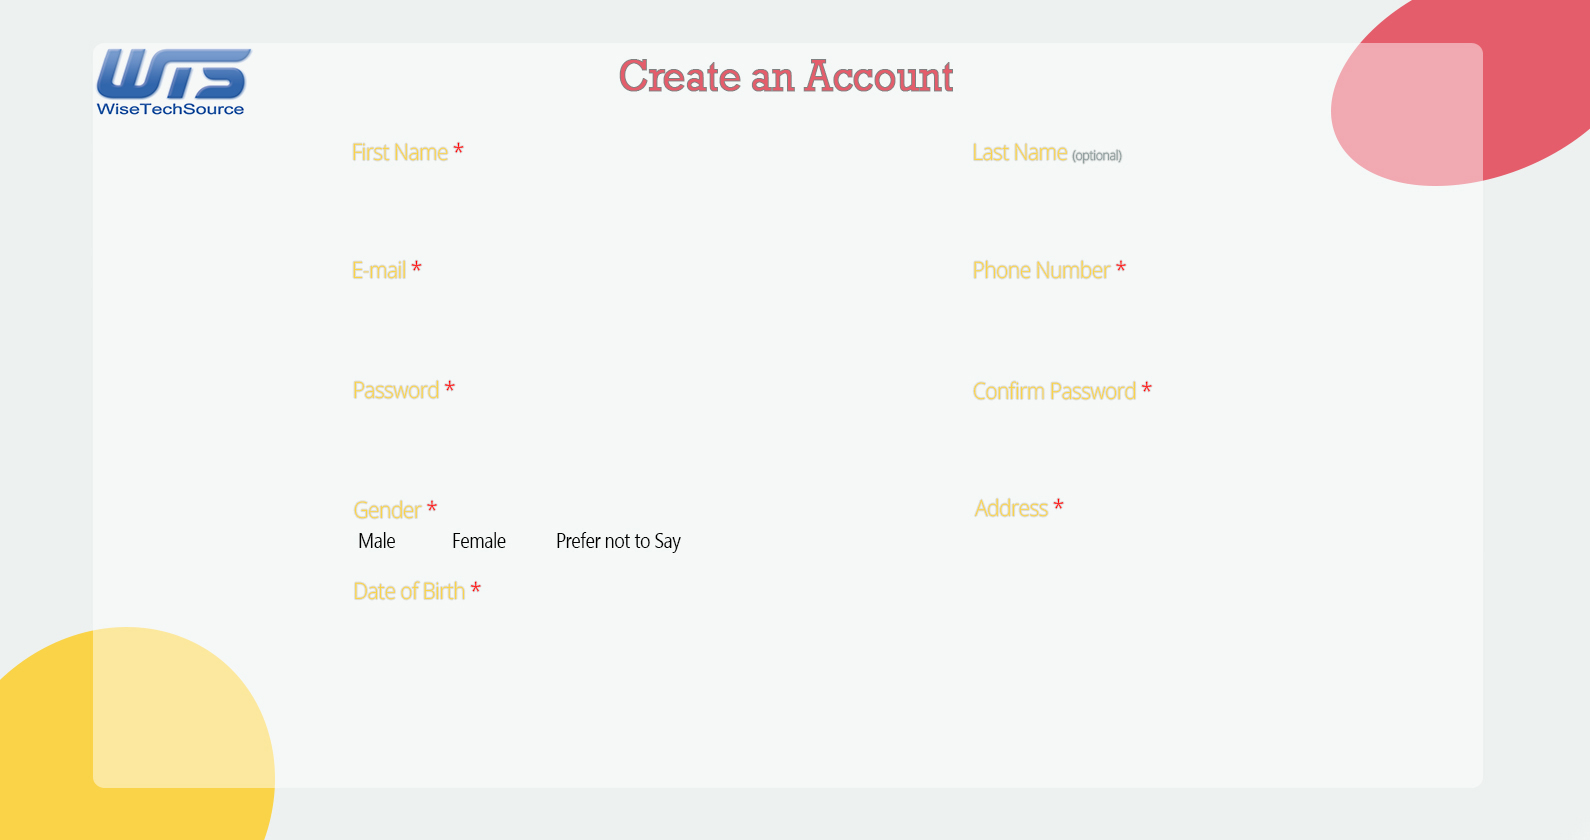 WTS
WiseTechSource
Create an Account
First Name *
Last Name (optional)
E-mail *
Phone Number *
Password *
Confirm Password *
Gender *
Address *
Male Female Prefer not to Say
Date of Birth *